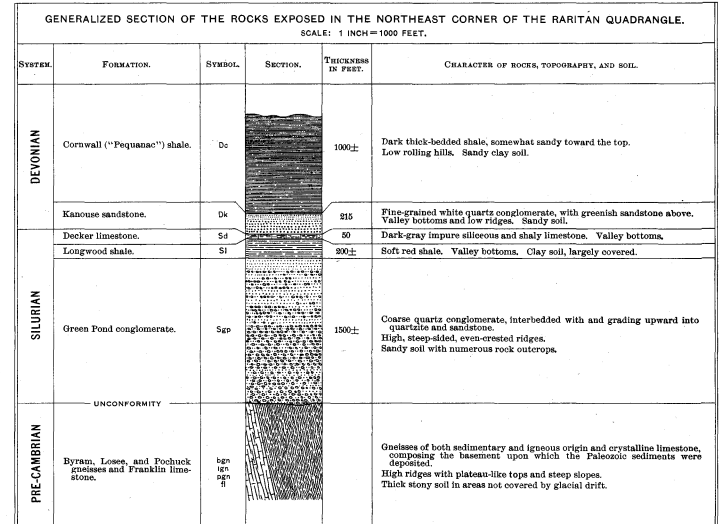 GENERALIZED SECTION OF THE ROCKS EXPOSED IN THE NORTHEAST CORNER OF THE RARITAN QUADRANGLE.
SCALE: 1 INCH=1000 FEET.
SYSTEM. FORMATION. SYMBOL. SECTION. THICKNESS IN FEET. CHARACTER OF ROCKS, TOPOGRAPHY, AND SOIL.
DEVONIAN
Cornwall ("Pequanac") shale. Dc 1000± Dark thick-bedded shale, somewhat sandy toward the top.
Low rolling hills. Sandy clay soil.
Kanouse sandstone. Dk 215 Fine-grained white quartz conglomerate, with greenish sandstone above.
Valley bottoms and low ridges. Sandy soil.
SILURIAN
Decker limestone. Sd 50 Dark-gray impure siliceous and shaly limestone. Valley bottoms.
Longwood shale. Sl 200± Soft red shale. Valley bottoms. Clay soil, largely covered.
Green Pond conglomerate. Sgp 1500± Coarse quartz conglomerate, interbedded with and grading upward into
quartzite and sandstone.
High, steep-sided, even-crested ridges.
Sandy soil with numerous rock outcrops.
UNCONFORMITY
PRE-CAMBRIAN
Byram, Losee, and Pochuck
gneisses and Franklin lime-
stone.
bgn
lgn
pgn
fl
Gneisses of both sedimentary and igneous origin and crystalline limestone,
composing the basement upon which the Paleozoic sediments were
deposited.
High ridges with plateau-like tops and steep slopes.
Thick stony soil in areas not covered by glacial drift.